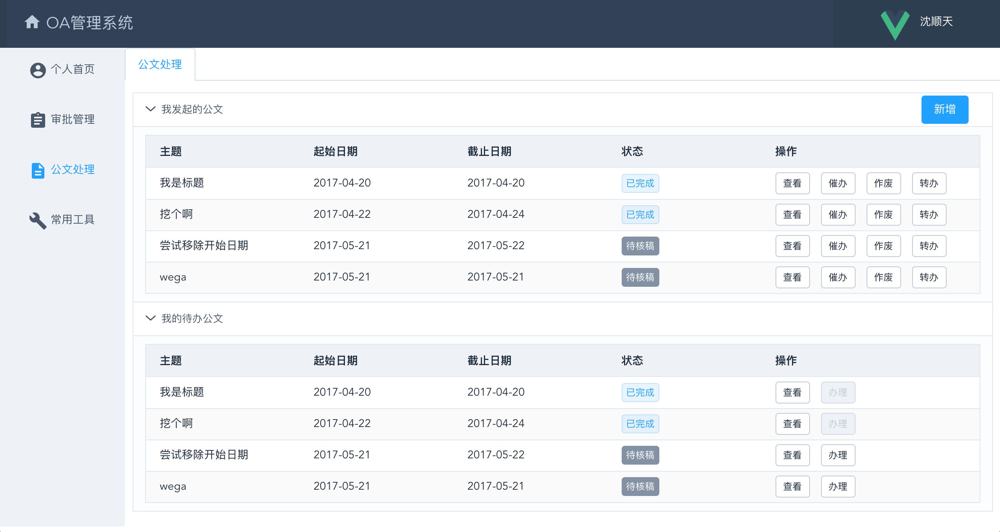 OA管理系统
沈顺天
个人首页
审批管理
公文处理
常用工具
公文处理
我发起的公文
新增
主题 起始日期 截止日期 状态 操作
我是标题 2017-04-20 2017-04-20 已完成 查看 催办 作废 转办
挖个啊 2017-04-22 2017-04-24 已完成 查看 催办 作废 转办
尝试移除开始日期 2017-05-21 2017-05-22 待核稿 查看 催办 作废 转办
wega 2017-05-21 2017-05-21 待核稿 查看 催办 作废 转办
我的待办公文
主题 起始日期 截止日期 状态 操作
我是标题 2017-04-20 2017-04-20 已完成 查看 办理
挖个啊 2017-04-22 2017-04-24 已完成 查看 办理
尝试移除开始日期 2017-05-21 2017-05-22 待核稿 查看 办理
wega 2017-05-21 2017-05-21 待核稿 查看 办理